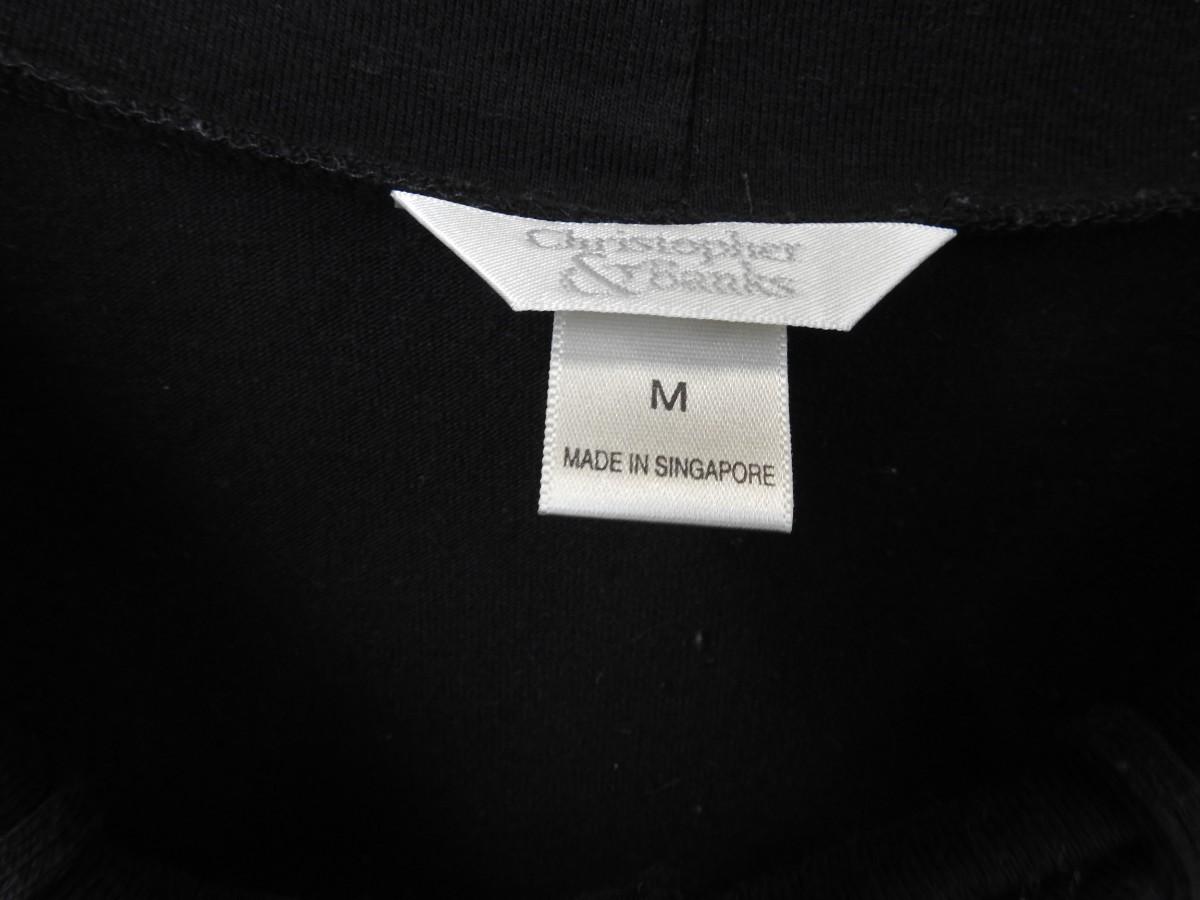 Christopher
& Banks
M
MADE IN SINGAPORE